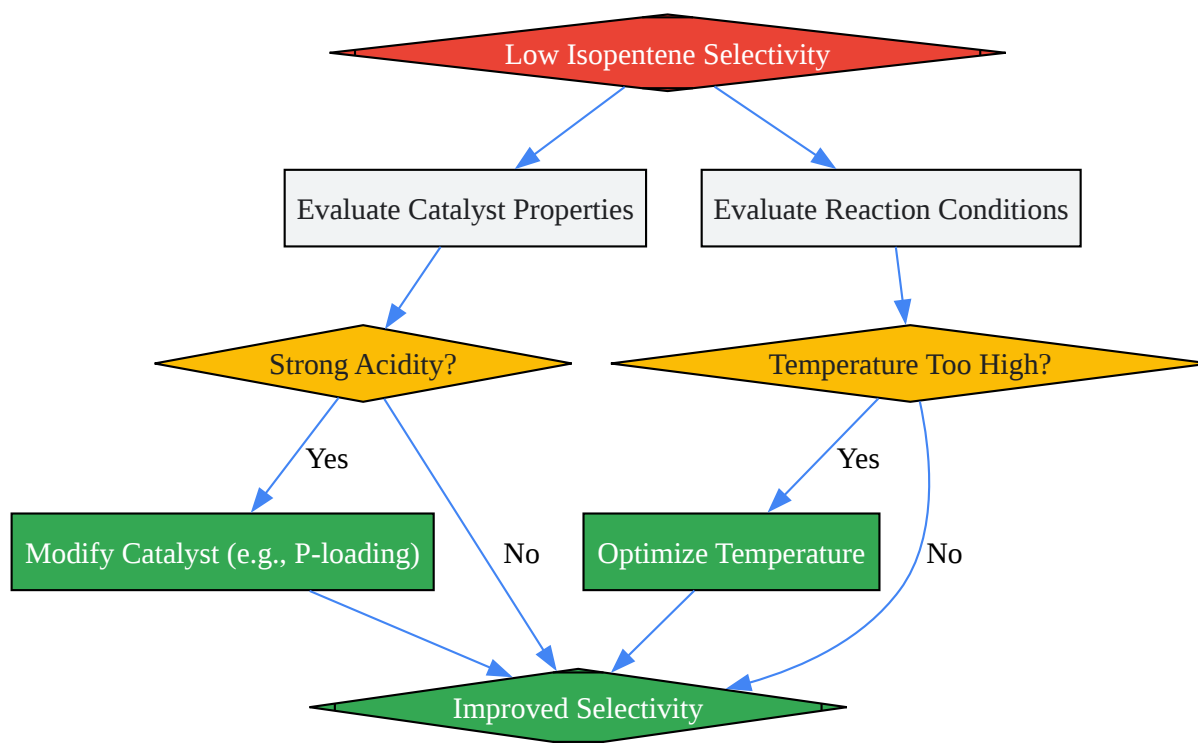 Low Isopentene Selectivity
Evaluate Catalyst Properties
Evaluate Reaction Conditions
Strong Acidity?
Temperature Too High?
Yes
Yes
Modify Catalyst (e.g., P-loading)
No
Optimize Temperature
No
Improved Selectivity